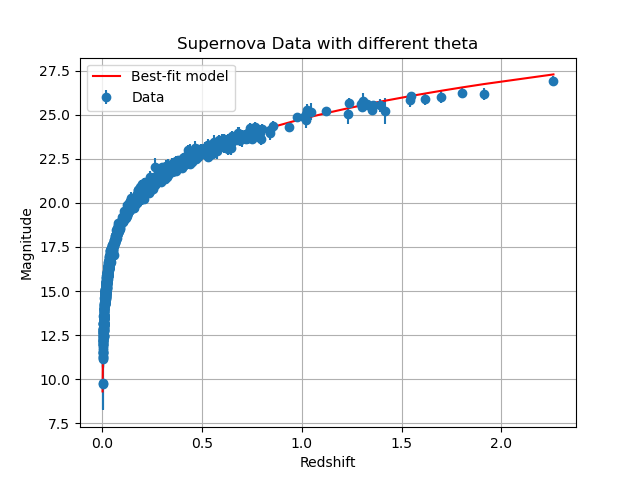 Supernova Data with different theta
Best-fit model
Data
27.5
25.0
22.5
20.0
17.5
15.0
12.5
10.0
7.5
Magnitude
0.0 0.5 1.0 1.5 2.0
Redshift